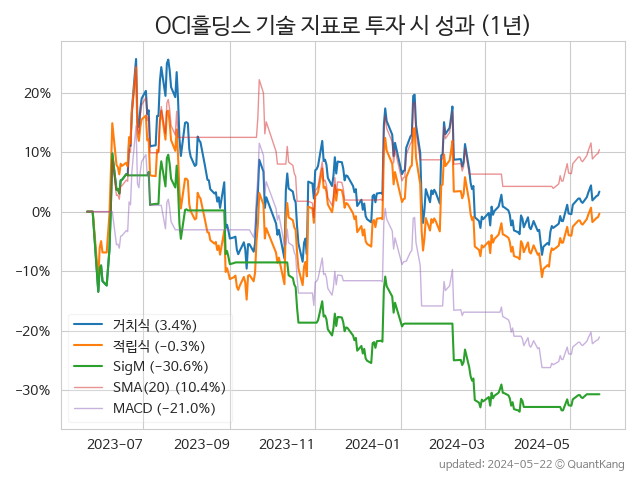 OCI홀딩스 기술 지표로 투자 시 성과 (1년)
20%
10%
0%
−10%
−20%
−30%
거치식 (3.4%)
적립식 (−0.3%)
SigM (−30.6%)
SMA(20) (10.4%)
MACD (−21.0%)
2023−07
2023−09
2023−11
2024−01
2024−03
2024−05
updated: 2024-05-22 © QuantKang